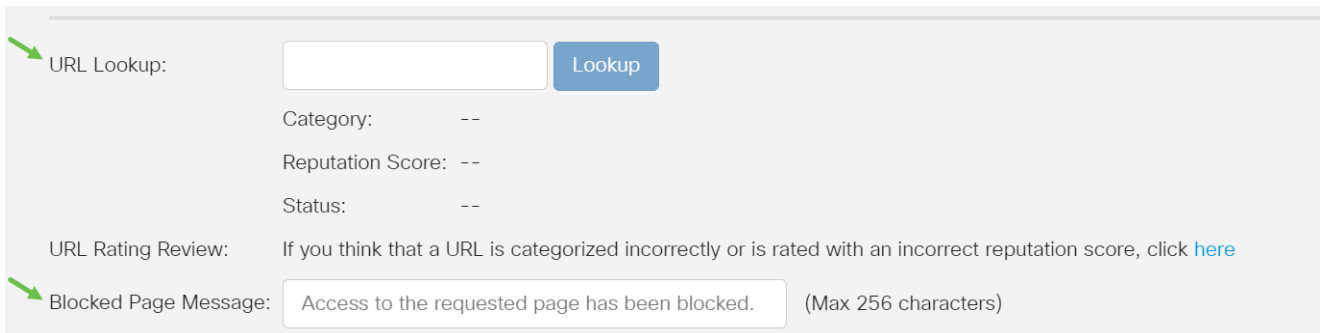 URL Lookup: Lookup
Category: --
Reputation Score: --
Status: --
URL Rating Review: If you think that a URL is categorized incorrectly or is rated with an incorrect reputation score, click here
Blocked Page Message: Access to the requested page has been blocked. (Max 256 characters)